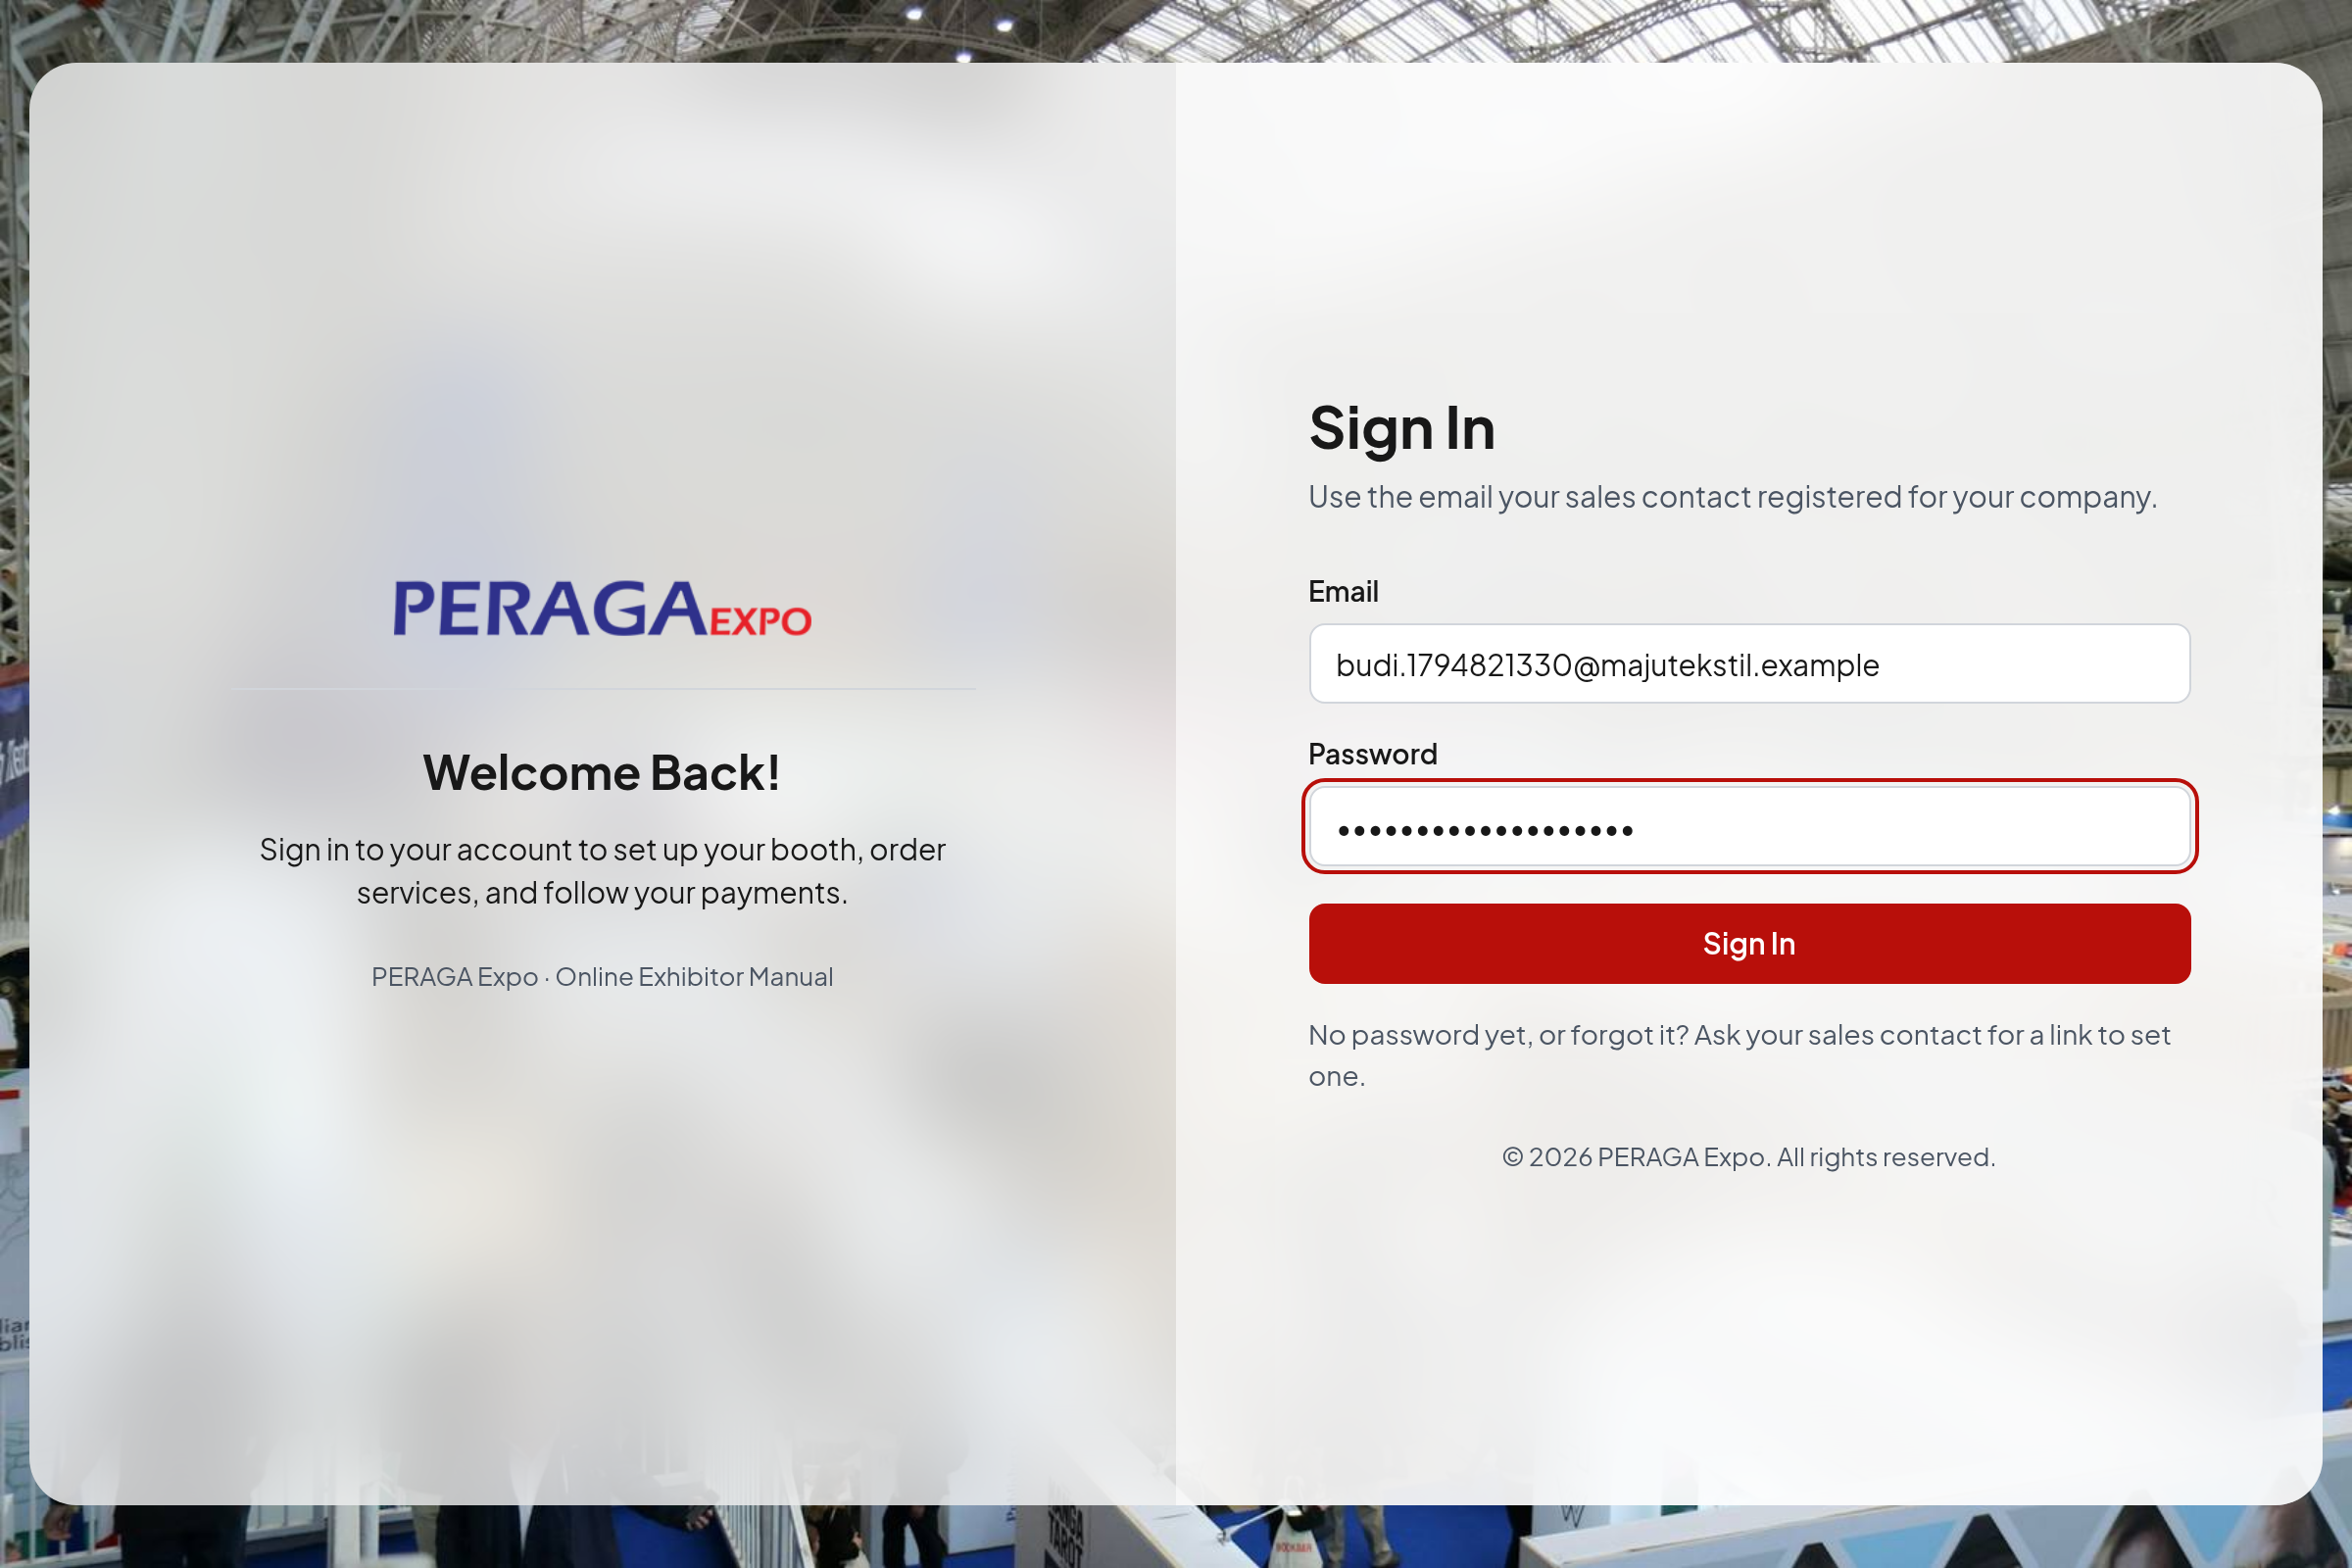 PERAGA EXPO
Welcome Back!
Sign in to your account to set up your booth, order
services, and follow your payments.
PERAGA Expo · Online Exhibitor Manual
Sign In
Use the email your sales contact registered for your company.
Email
budi.1794821330@majutekstil.example
Password
•••••••••••••••••••
Sign In
No password yet, or forgot it? Ask your sales contact for a link to set
one.
© 2026 PERAGA Expo. All rights reserved.